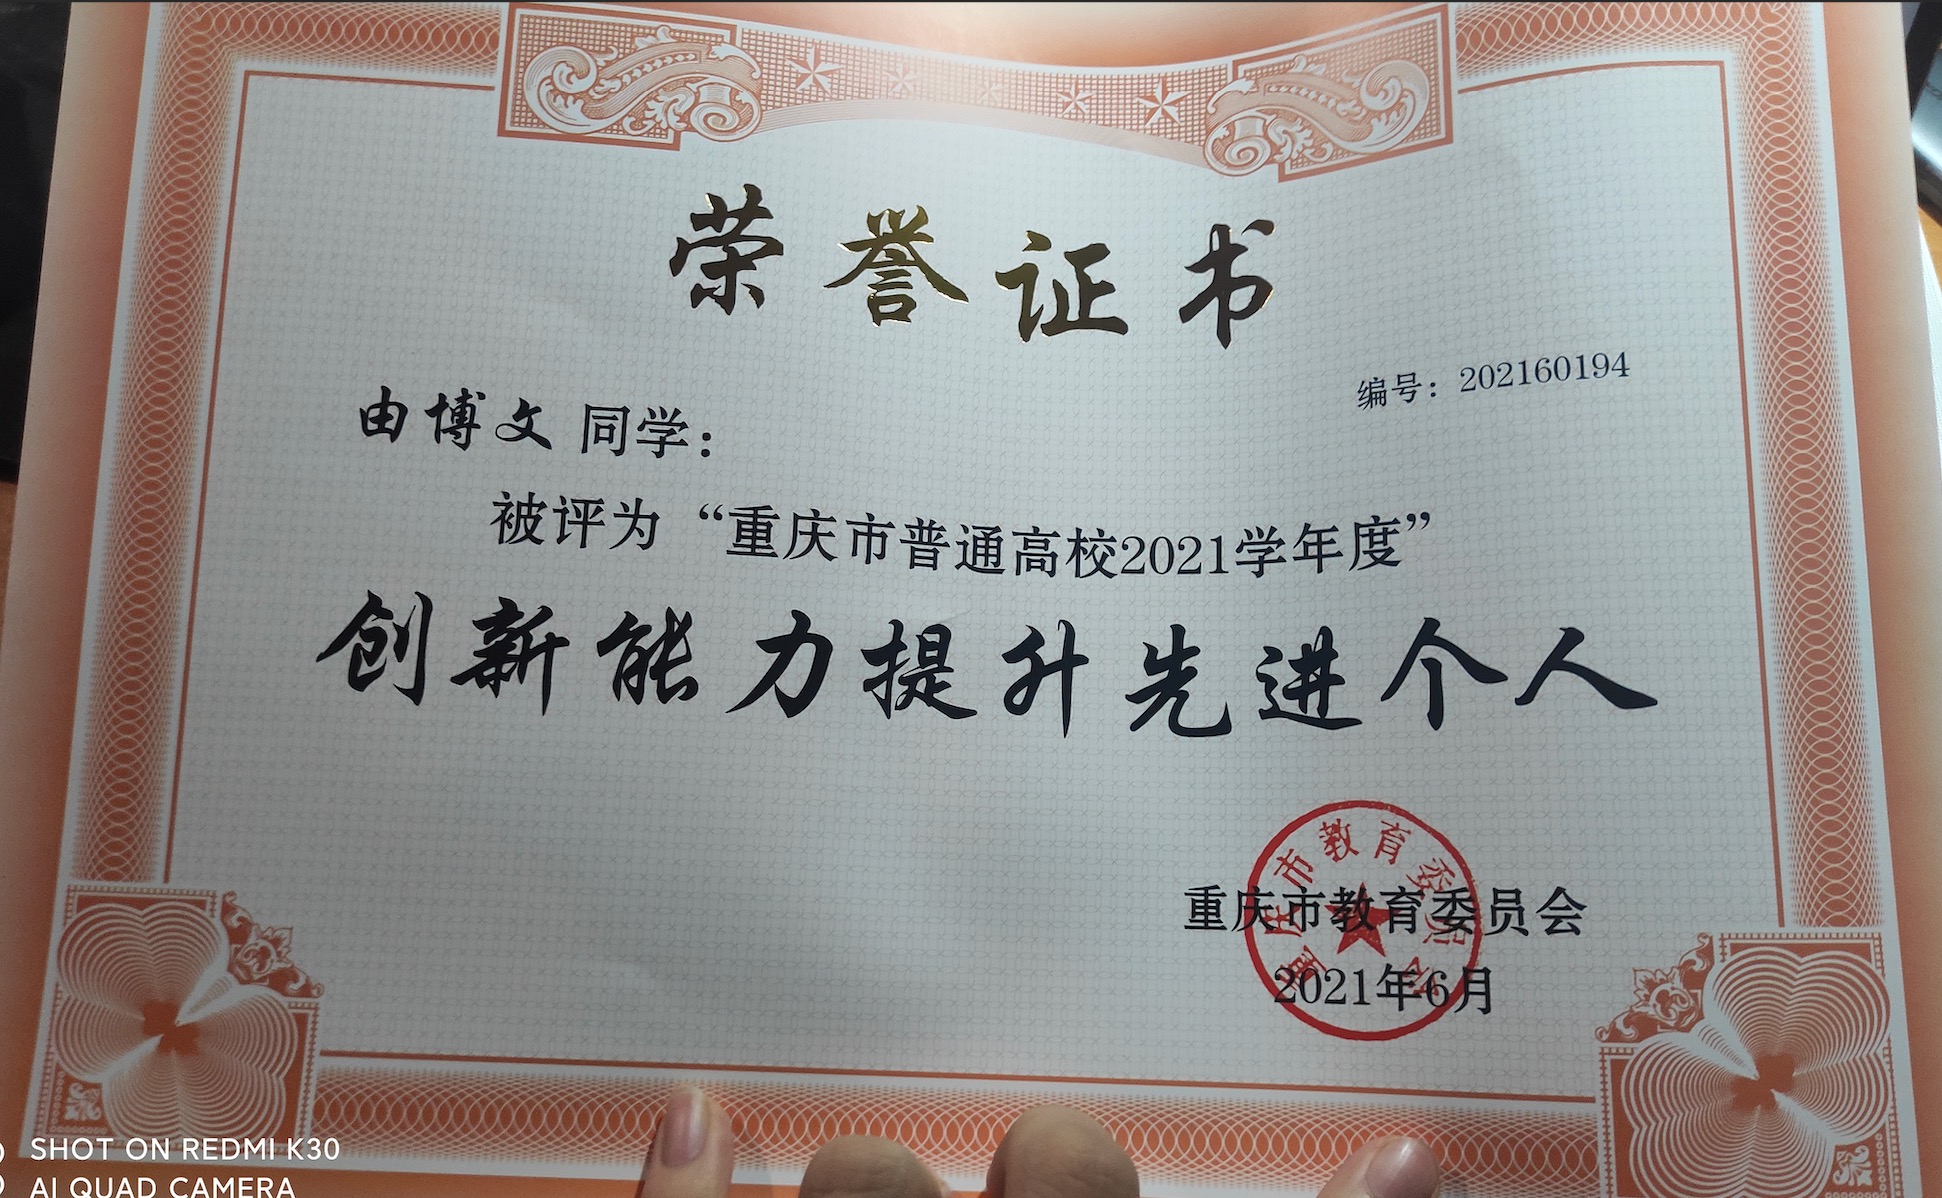 荣誉证书
编号：202160194
由博文 同学：
被评为“重庆市普通高校2021学年度”
创新能力提升先进个人
重庆市教育委员会
重庆市教育委员会
2021年6月
SHOT ON REDMI K30
AI QUAD CAMERA